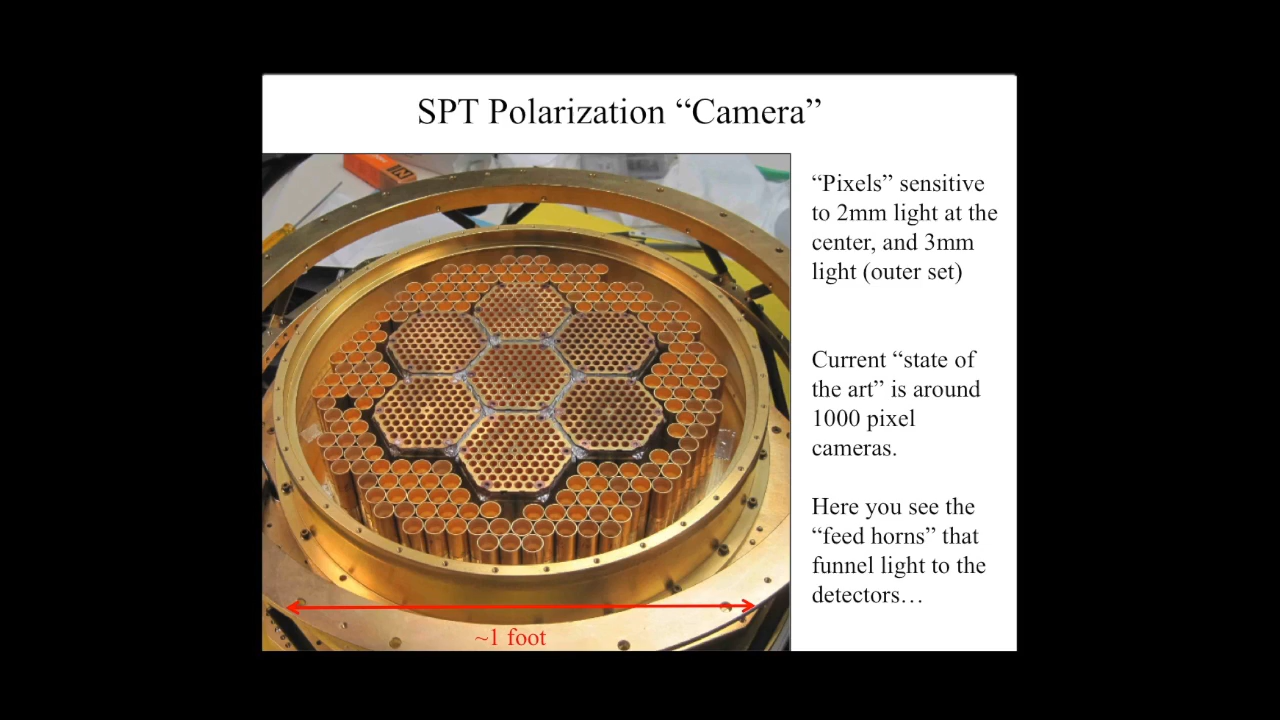 SPT Polarization “Camera”
“Pixels” sensitive
to 2mm light at the
center, and 3mm
light (outer set)
Current “state of
the art” is around
1000 pixel
cameras.
Here you see the
“feed horns” that
funnel light to the
detectors…
~1 foot